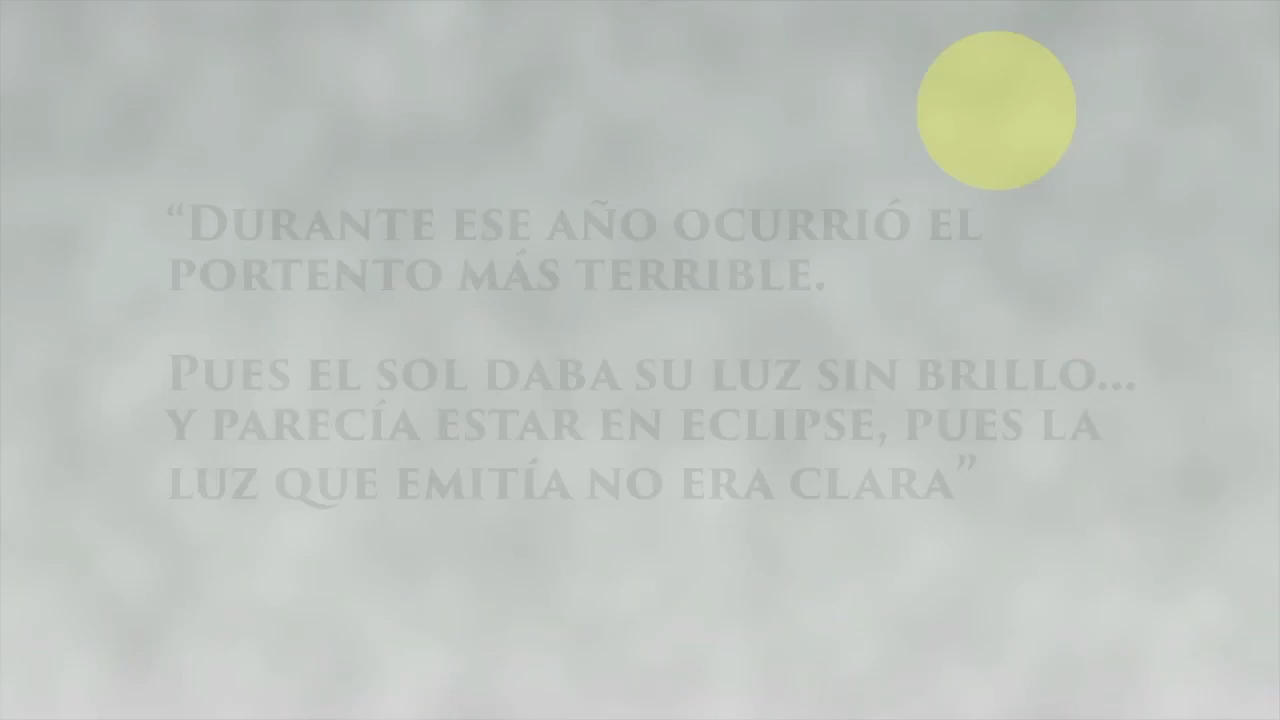 “Durante ese año ocurrió el
portento más terrible.
Pues el sol daba su luz sin brillo...
Y parecía estar en eclipse, pues la
luz que emitía no era clara”